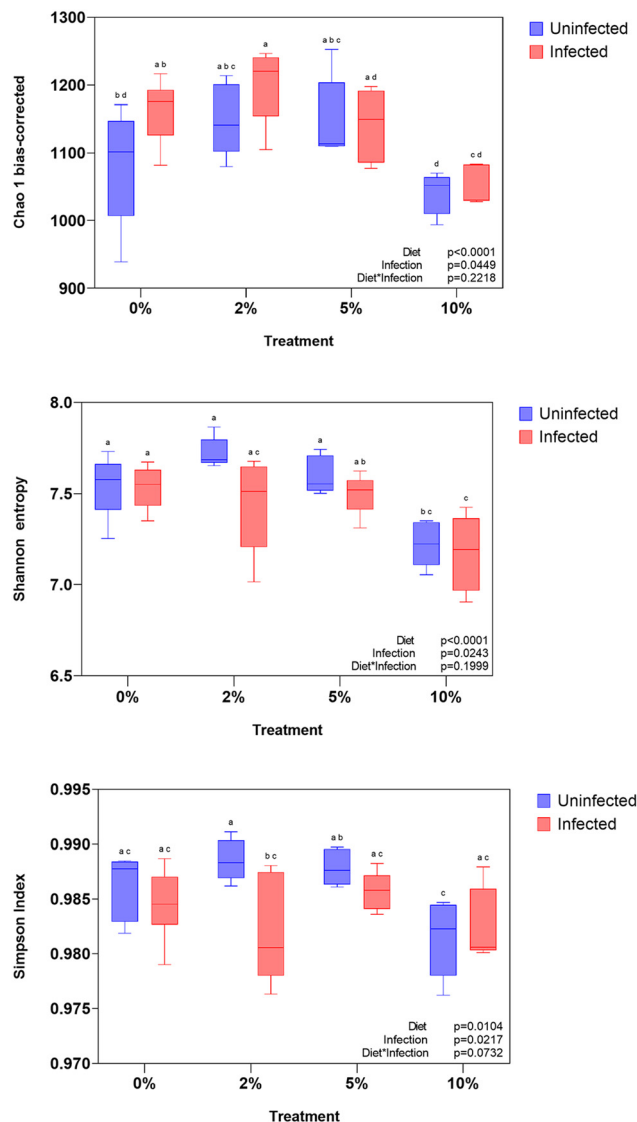 1300
1200
1100
1000
900
Chao 1 bias-corrected
b d
a b
a b c
a
a b c
a d
d
c d
Uninfected
Infected
Diet p<0.0001
Infection p=0.0449
Diet*Infection p=0.2218
0% 2% 5% 10%
Treatment
8.0
7.5
7.0
6.5
Shannon entropy
a
a
a
a c
a
a b
b c
c
Uninfected
Infected
Diet p<0.0001
Infection p=0.0243
Diet*Infection p=0.1999
0% 2% 5% 10%
Treatment
0.995
0.990
0.985
0.980
0.975
0.970
Simpson Index
a c
a c
a
b c
a b
a c
c
a c
Uninfected
Infected
Diet p=0.0104
Infection p=0.0217
Diet*Infection p=0.0732
0% 2% 5% 10%
Treatment